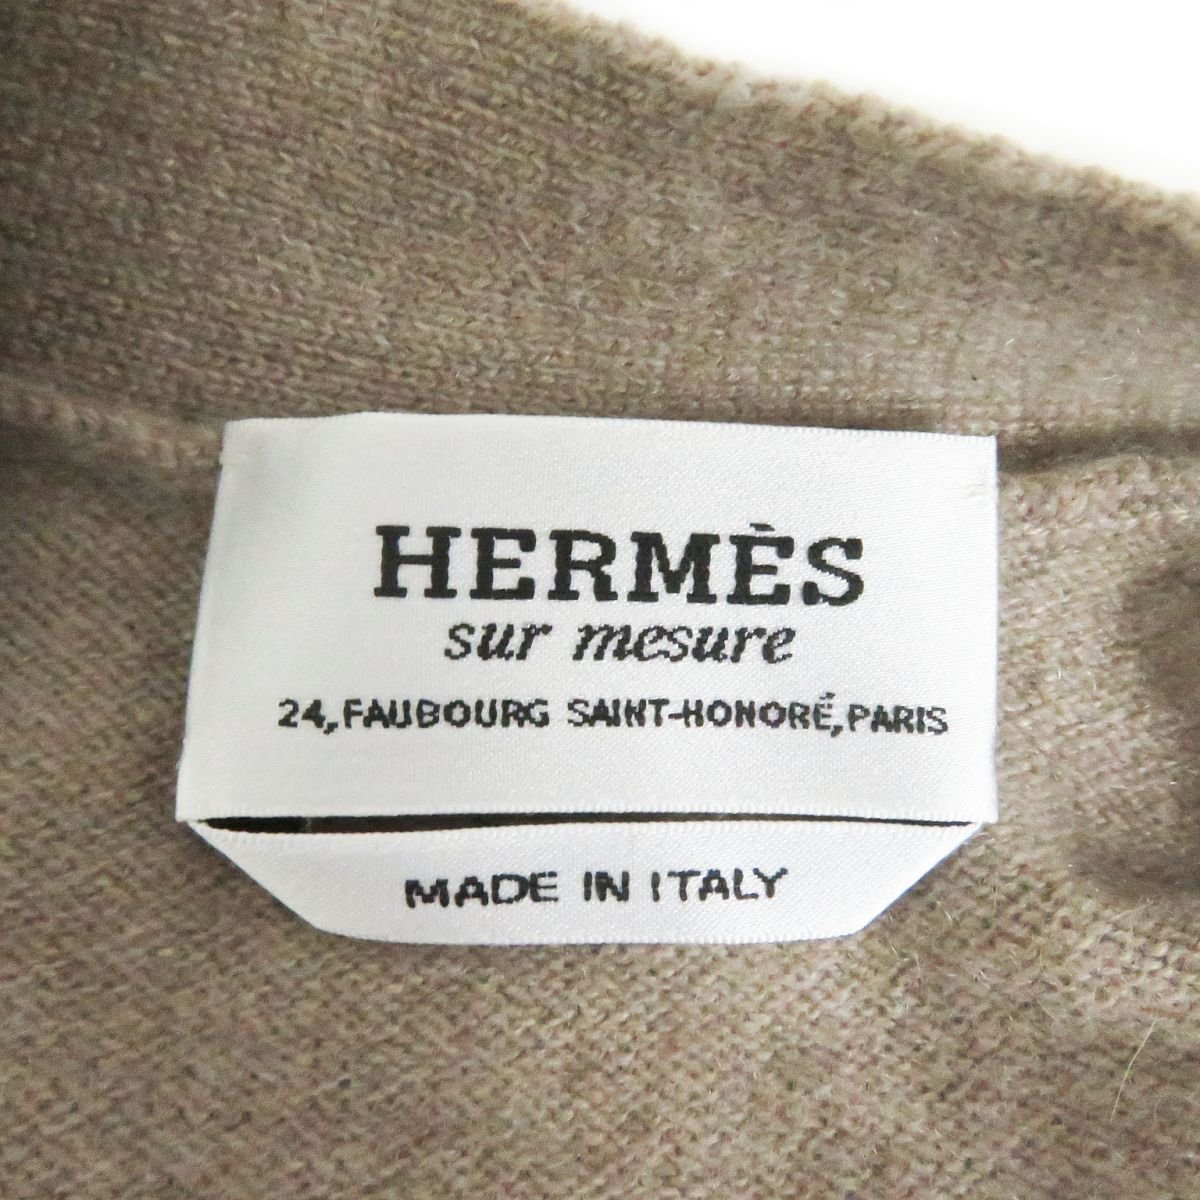 HERMÈS
sur mesure
24, FAUBOURG SAINT-HONORÉ, PARIS
MADE IN ITALY